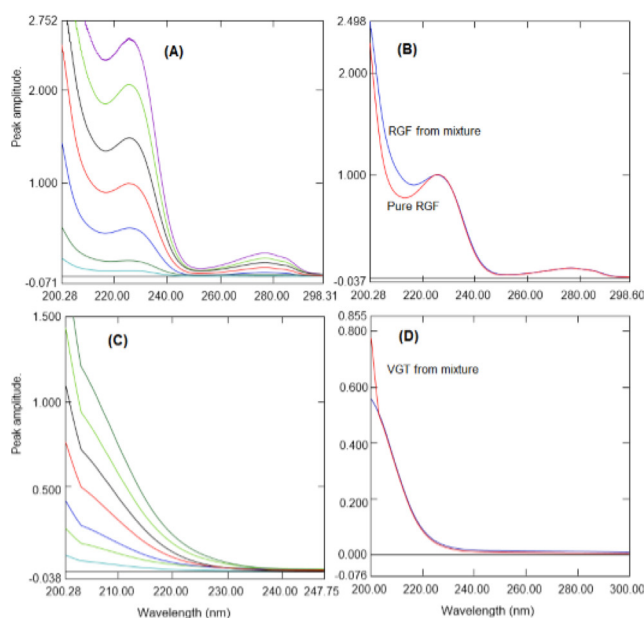 2.752
(A)
2.000
1.000
-0.071
200.28 220.00 240.00 260.00 280.00 298.31
Peak amplitude.
2.498
(B)
2.000
RGF from mixture
1.000
Pure RGF
-0.037
200.28 220.00 240.00 260.00 280.00 298.60
1.500
(C)
1.000
0.500
-0.038
200.28 210.00 220.00 230.00 240.00 247.75
Peak amplitude.
Wavelength (nm)
0.855
(D)
0.800
VGT from mixture
0.600
0.400
0.200
0.000
-0.076
200.00 220.00 240.00 260.00 280.00 300.00
Wavelength (nm)